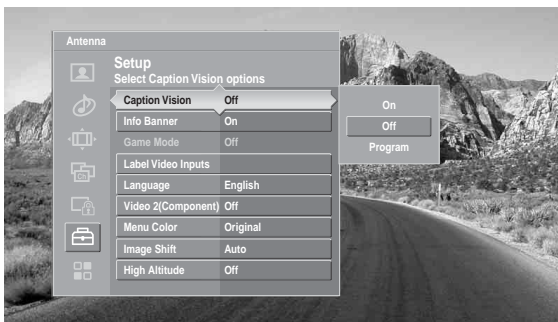 Antenna
Setup
Select Caption Vision options
Caption Vision Off
Info Banner On
Game Mode Off
Label Video Inputs
Language English
Video 2(Component) Off
Menu Color Original
Image Shift Auto
High Altitude Off
On
Off
Program